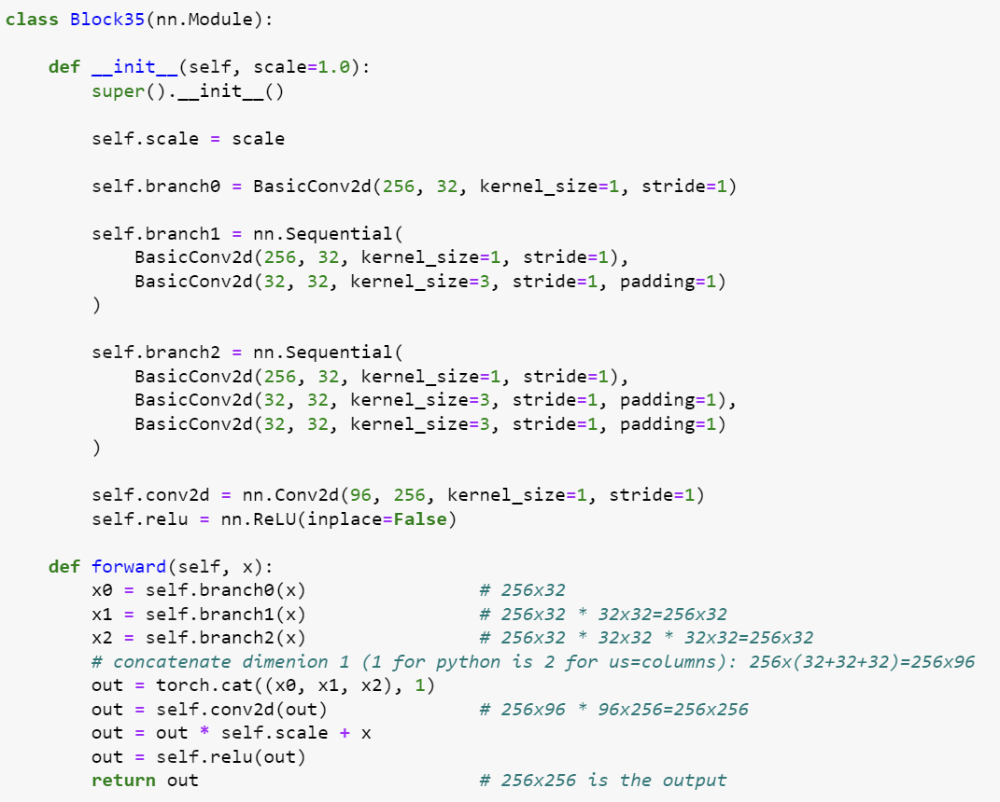 class Block35(nn.Module):
def __init__(self, scale=1.0):
super().__init__()
self.scale = scale
self.branch0 = BasicConv2d(256, 32, kernel_size=1, stride=1)
self.branch1 = nn.Sequential(
BasicConv2d(256, 32, kernel_size=1, stride=1),
BasicConv2d(32, 32, kernel_size=3, stride=1, padding=1)
)
self.branch2 = nn.Sequential(
BasicConv2d(256, 32, kernel_size=1, stride=1),
BasicConv2d(32, 32, kernel_size=3, stride=1, padding=1),
BasicConv2d(32, 32, kernel_size=3, stride=1, padding=1)
)
self.conv2d = nn.Conv2d(96, 256, kernel_size=1, stride=1)
self.relu = nn.ReLU(inplace=False)
def forward(self, x):
x0 = self.branch0(x) # 256x32
x1 = self.branch1(x) # 256x32 * 32x32=256x32
x2 = self.branch2(x) # 256x32 * 32x32 * 32x32=256x32
# concatenate dimenion 1 (1 for python is 2 for us=columns): 256x(32+32+32)=256x96
out = torch.cat((x0, x1, x2), 1)
out = self.conv2d(out) # 256x96 * 96x256=256x256
out = out * self.scale + x
out = self.relu(out)
return out # 256x256 is the output